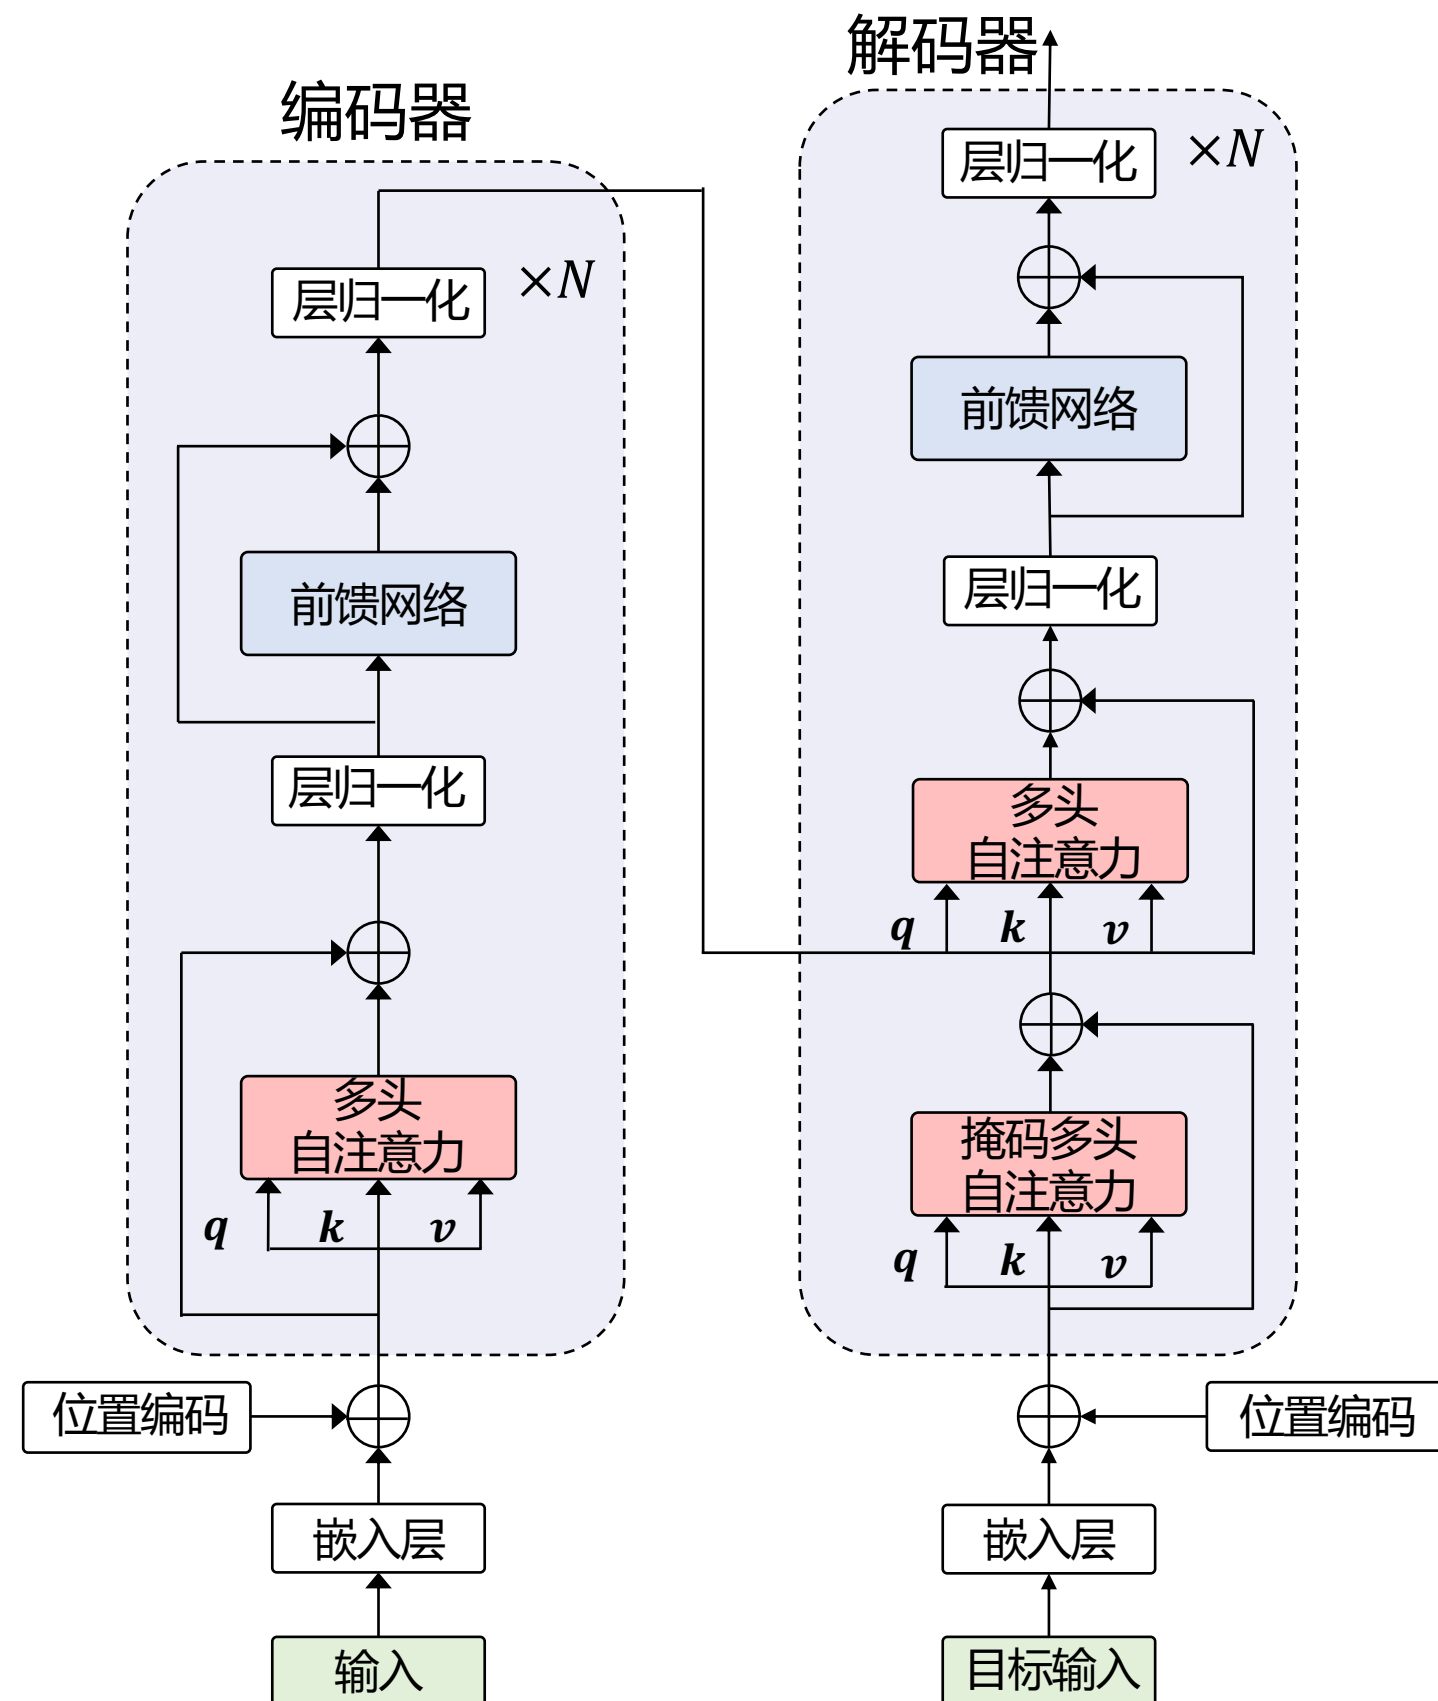 编码器
×N
层归一化
前馈网络
层归一化
多头
自注意力
q k v
位置编码
嵌入层
输入
解码器
×N
层归一化
前馈网络
层归一化
多头
自注意力
q k v
掩码多头
自注意力
q k v
位置编码
嵌入层
目标输入